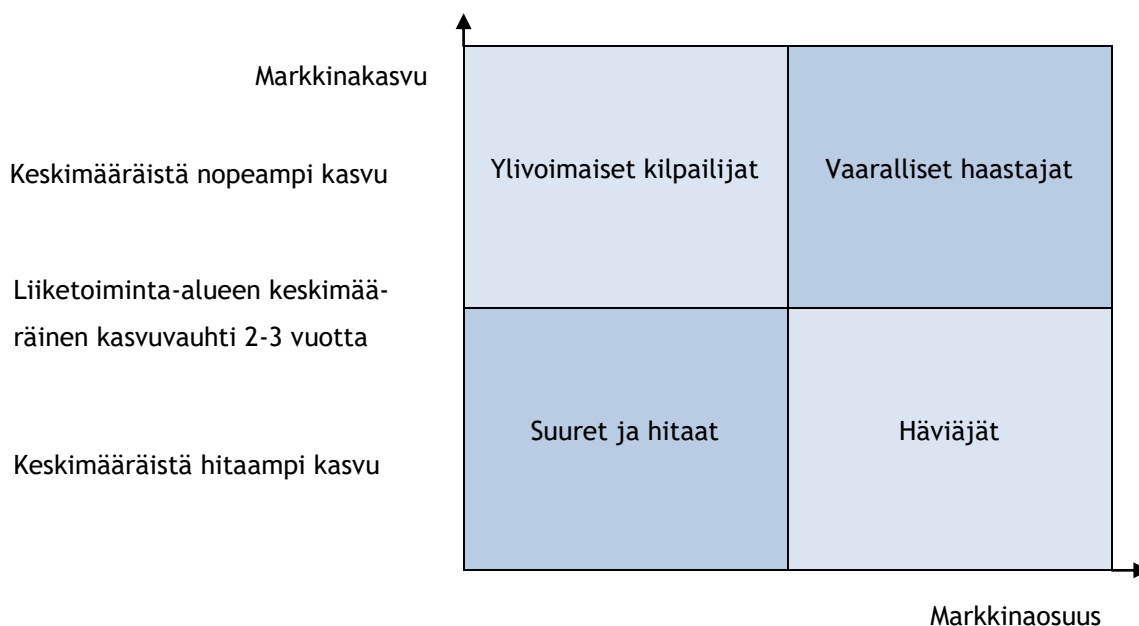 Markkinakasvu
Keskimääräistä nopeampi kasvu
Ylivoimaiset kilpailijat
Vaaralliset haastajat
Liiketoiminta-alueen keskimää-
räinen kasvuvauhti 2-3 vuotta
Suuret ja hitaat
Häviäjät
Keskimääräistä hitaampi kasvu
Markkinaosuus